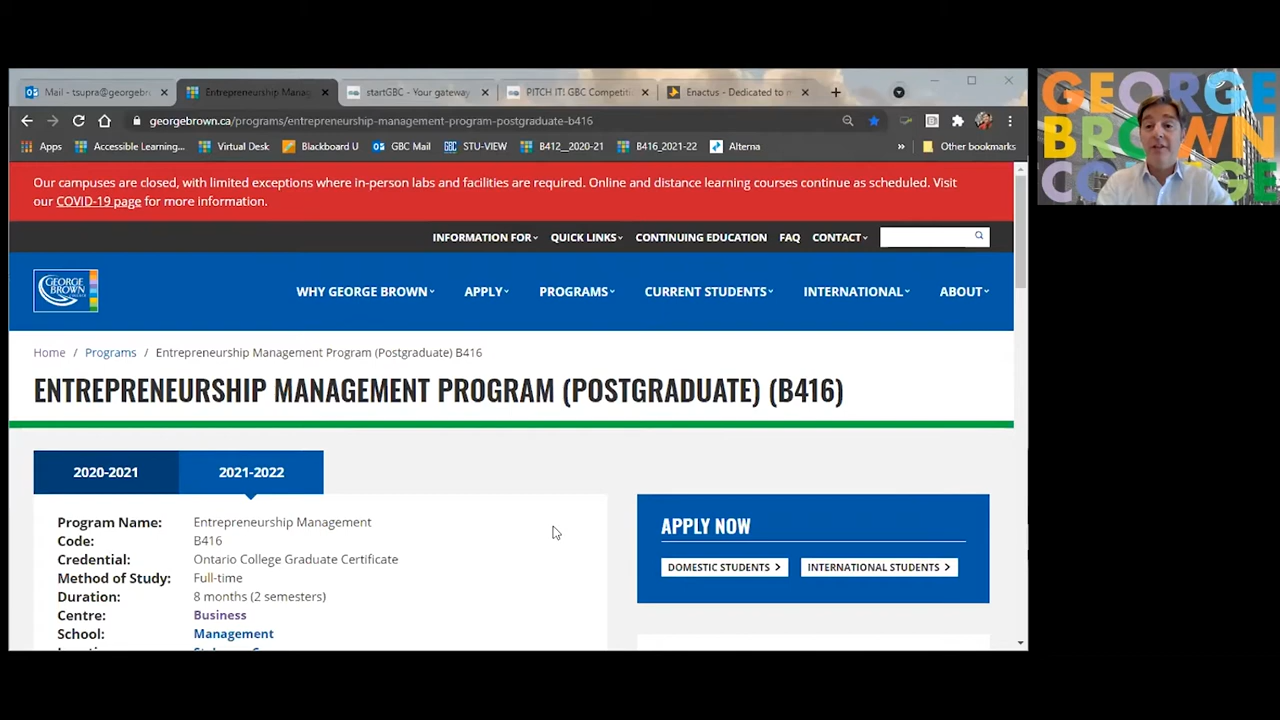 Mail - tsupra@georgebr
Entrepreneurship Manag
startGBC - Your gateway
PITCH IT! GBC Competiti
Enactus - Dedicated to m
georgebrown.ca/programs/entrepreneurship-management-program-postgraduate-b416
Apps
Accessible Learning...
Virtual Desk
Blackboard U
GBC Mail
STU-VIEW
B412__2020-21
B416_2021-22
Alterna
»
Other bookmarks
Our campuses are closed, with limited exceptions where in-person labs and facilities are required. Online and distance learning courses continue as scheduled. Visit
our COVID-19 page for more information.
INFORMATION FOR
QUICK LINKS
CONTINUING EDUCATION
FAQ
CONTACT
GEORGE
BROWN
COLLEGE
WHY GEORGE BROWN
APPLY
PROGRAMS
CURRENT STUDENTS
INTERNATIONAL
ABOUT
Home / Programs / Entrepreneurship Management Program (Postgraduate) B416
ENTREPRENEURSHIP MANAGEMENT PROGRAM (POSTGRADUATE) (B416)
2020-2021
2021-2022
Program Name: Entrepreneurship Management
Code: B416
Credential: Ontario College Graduate Certificate
Method of Study: Full-time
Duration: 8 months (2 semesters)
Centre: Business
School: Management
APPLY NOW
DOMESTIC STUDENTS >
INTERNATIONAL STUDENTS >
GEORGE
BROWN
COLLEGE